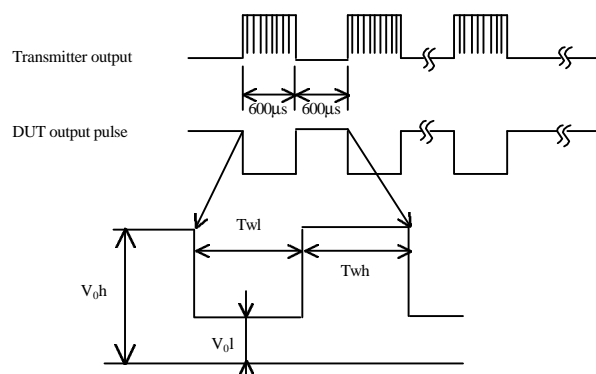 Transmitter output
600μs 600μs
DUT output pulse
Twl
Twh
V₀h
V₀l